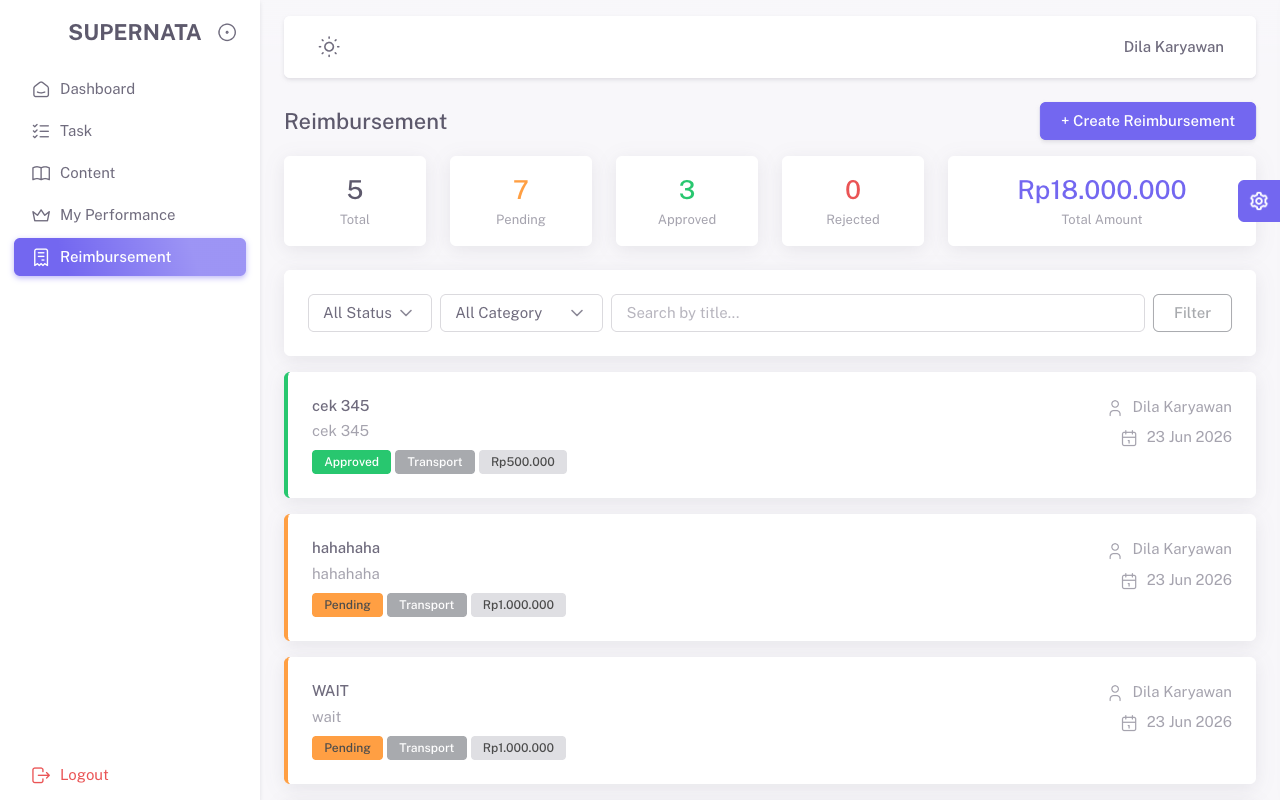 SUPERNATA
Dashboard
Task
Content
My Performance
Reimbursement
Logout
Dila Karyawan
Reimbursement
+ Create Reimbursement
5
Total
7
Pending
3
Approved
0
Rejected
Rp18.000.000
Total Amount
All Status
All Category
Search by title...
Filter
cek 345
cek 345
Approved Transport Rp500.000
Dila Karyawan
23 Jun 2026
hahahaha
hahahaha
Pending Transport Rp1.000.000
Dila Karyawan
23 Jun 2026
WAIT
wait
Pending Transport Rp1.000.000
Dila Karyawan
23 Jun 2026